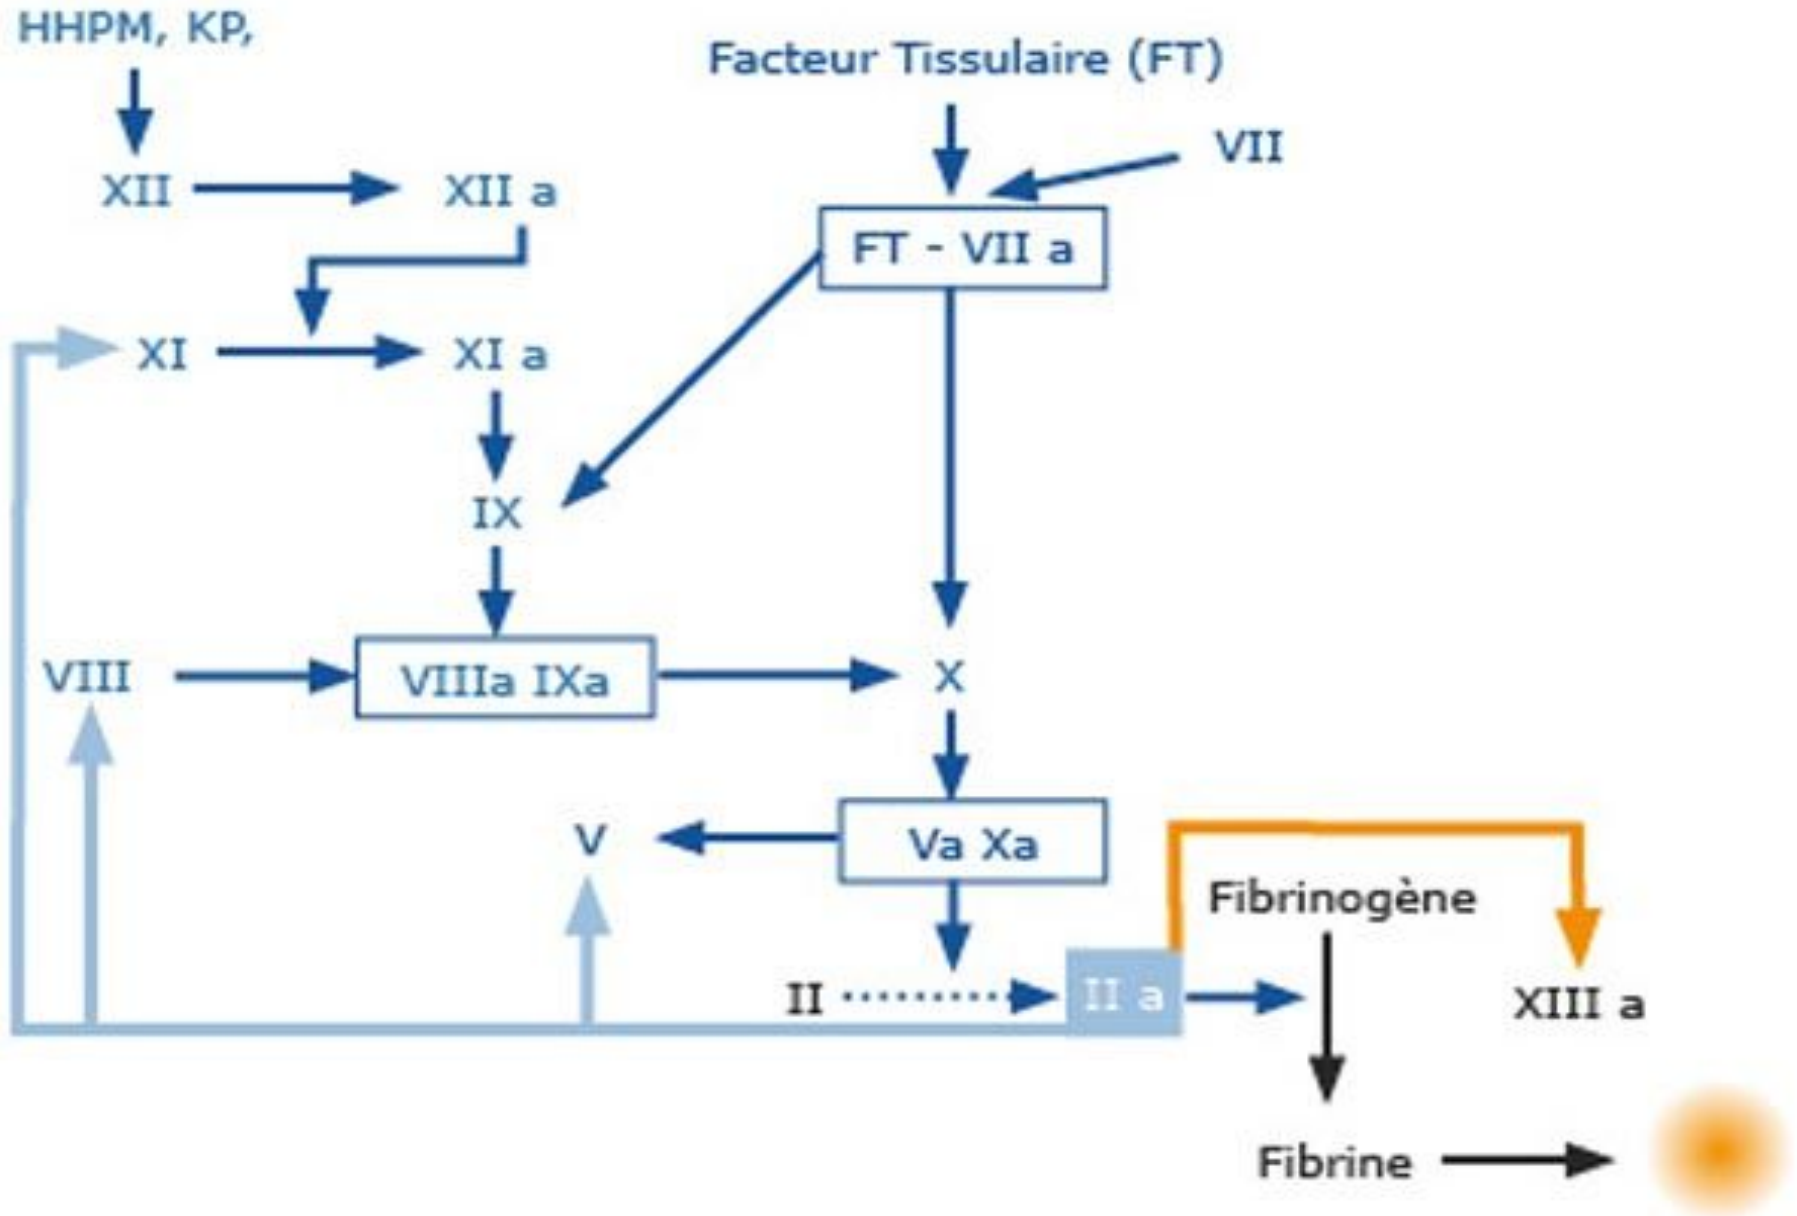 HHPM, KP,
Facteur Tissulaire (FT)
VII
XII
XII a
FT - VII a
XI
XI a
IX
VIII
VIIIa IXa
X
V
Va Xa
Fibrinogène
II
II a
XIII a
Fibrine